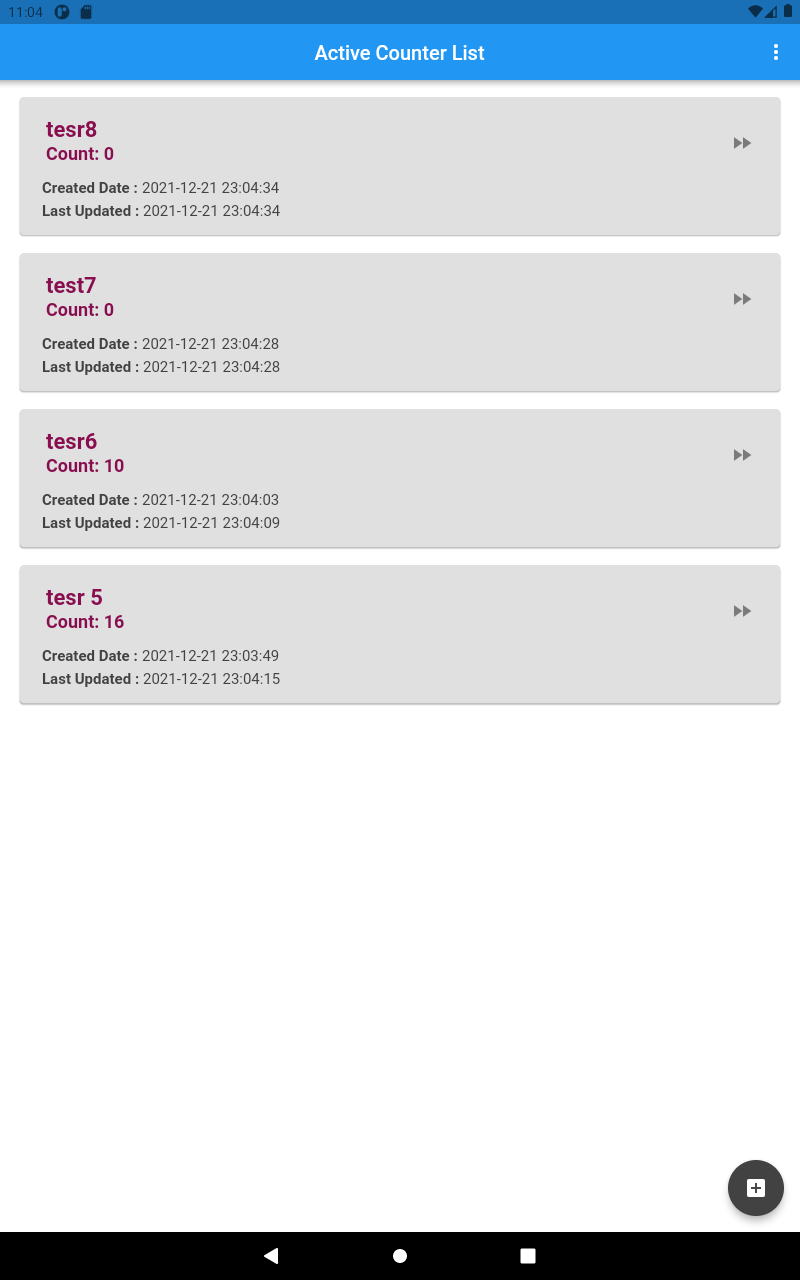 11:04
Active Counter List
tesr8
Count: 0
Created Date : 2021-12-21 23:04:34
Last Updated : 2021-12-21 23:04:34
test7
Count: 0
Created Date : 2021-12-21 23:04:28
Last Updated : 2021-12-21 23:04:28
tesr6
Count: 10
Created Date : 2021-12-21 23:04:03
Last Updated : 2021-12-21 23:04:09
tesr 5
Count: 16
Created Date : 2021-12-21 23:03:49
Last Updated : 2021-12-21 23:04:15